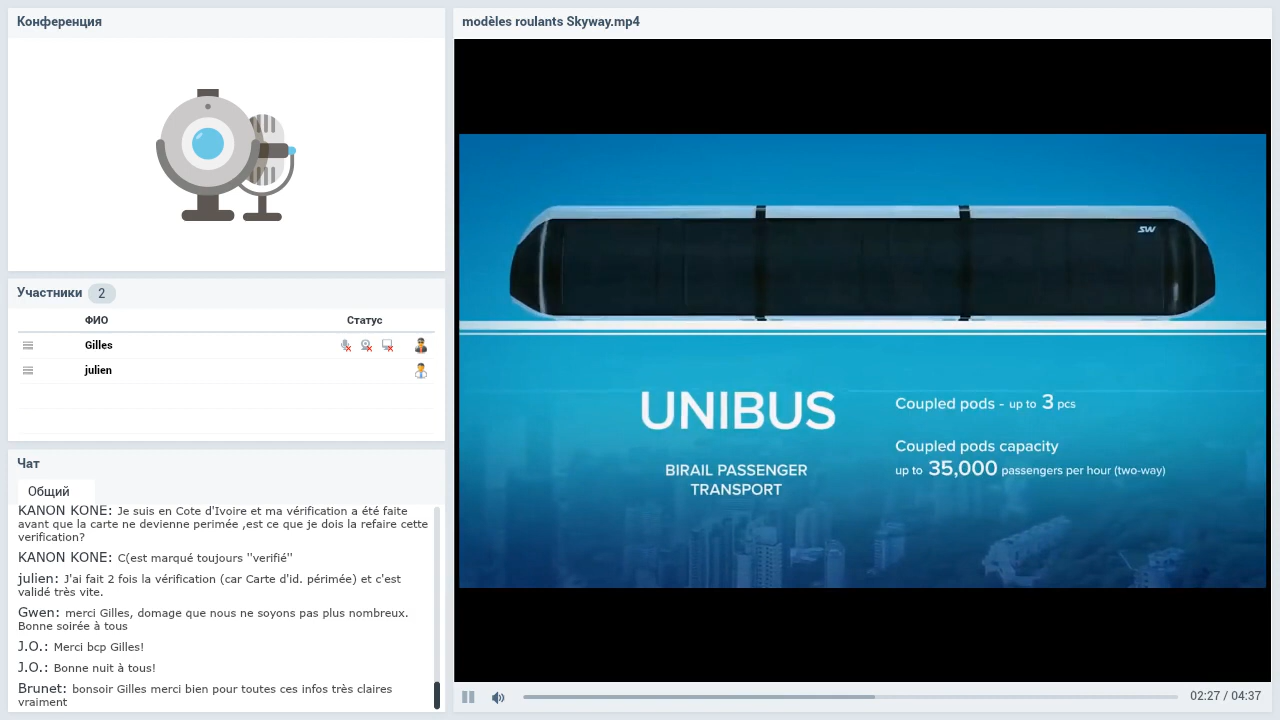 Конференция
Участники 2
ФИО Статус
Gilles
julien
Чат
Общий
KANON KONE: Je suis en Cote d'Ivoire et ma vérification a été faite
avant que la carte ne devienne perimée ,est ce que je dois la refaire cette
verification?
KANON KONE: C(est marqué toujours "verifié"
julien: J'ai fait 2 fois la vérification (car Carte d'id. périmée) et c'est
validé très vite.
Gwen: merci Gilles, domage que nous ne soyons pas plus nombreux.
Bonne soirée à tous
J.O.: Merci bcp Gilles!
J.O.: Bonne nuit à tous!
Brunet: bonsoir Gilles merci bien pour toutes ces infos très claires
vraiment
modèles roulants Skyway.mp4
SW
UNIBUS
BIRAIL PASSENGER
TRANSPORT
Coupled pods - up to 3 pcs
Coupled pods capacity
up to 35,000 passengers per hour (two-way)
02:27 / 04:37